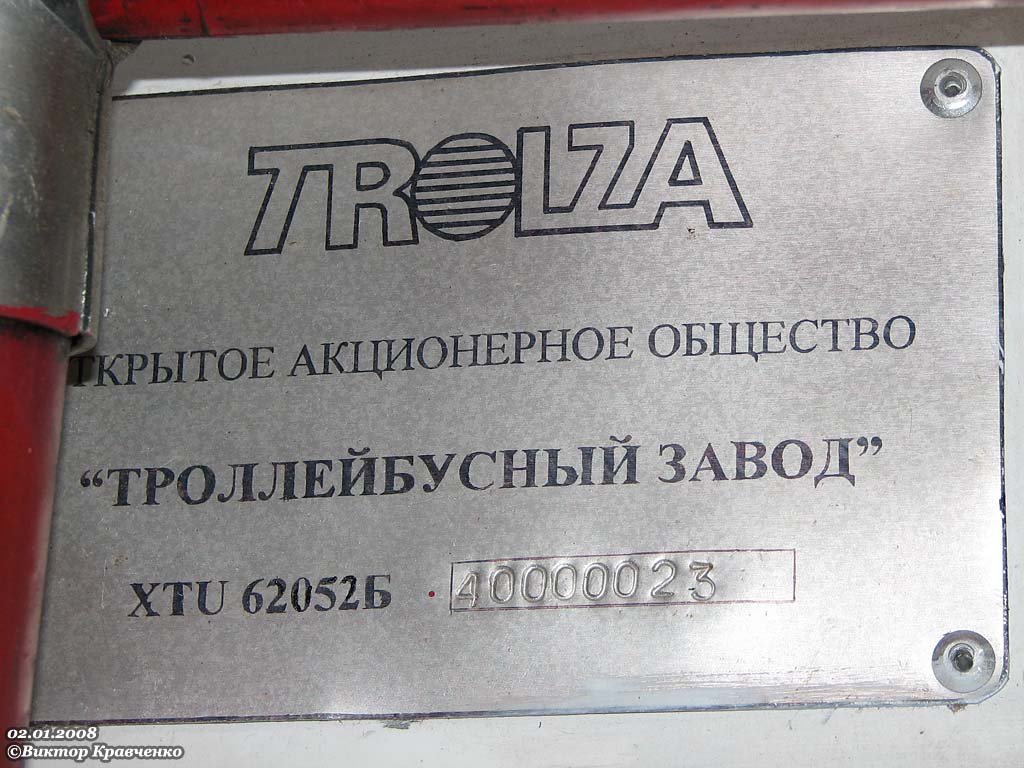 TROLZA
ТКРЫТОЕ АКЦИОНЕРНОЕ ОБЩЕСТВО
“ТРОЛЛЕЙБУСНЫЙ ЗАВОД”
XTU 62052Б 40000023
02.01.2008
©Виктор Кравченко